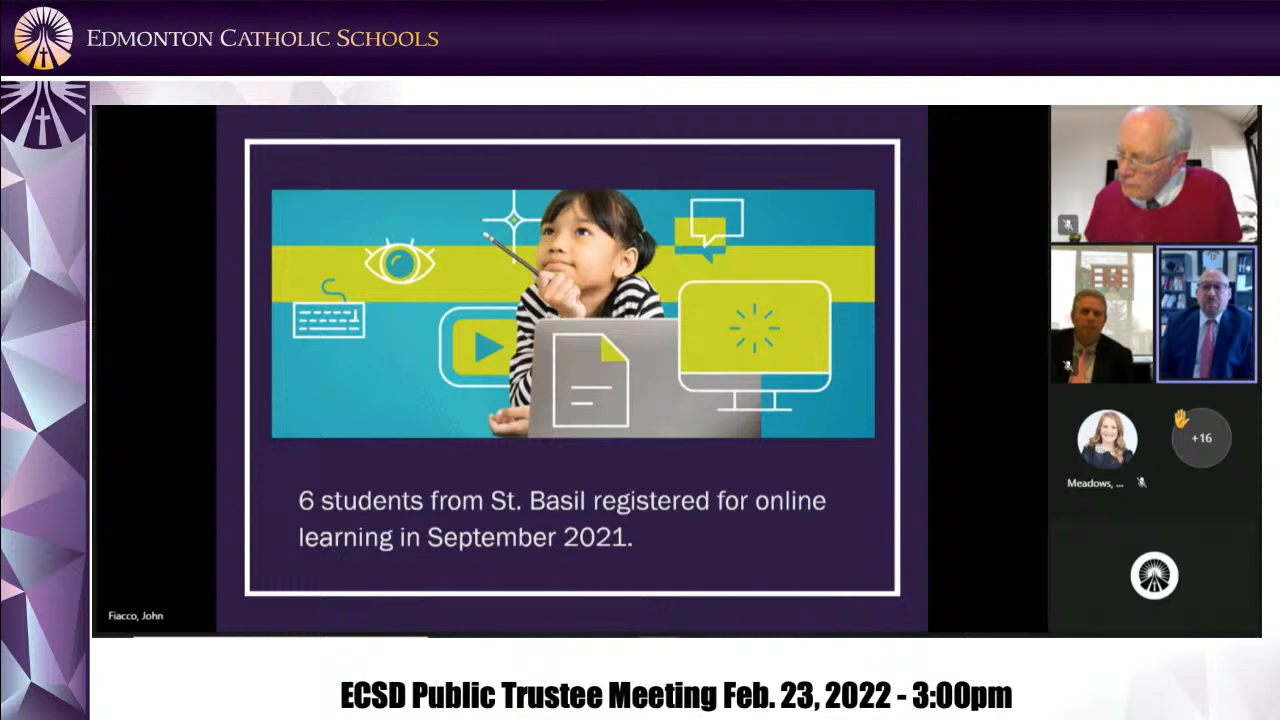 EDMONTON CATHOLIC SCHOOLS
6 students from St. Basil registered for online
learning in September 2021.
Fiacco, John
Meadows, ...
+16
ECSD Public Trustee Meeting Feb. 23, 2022 - 3:00pm